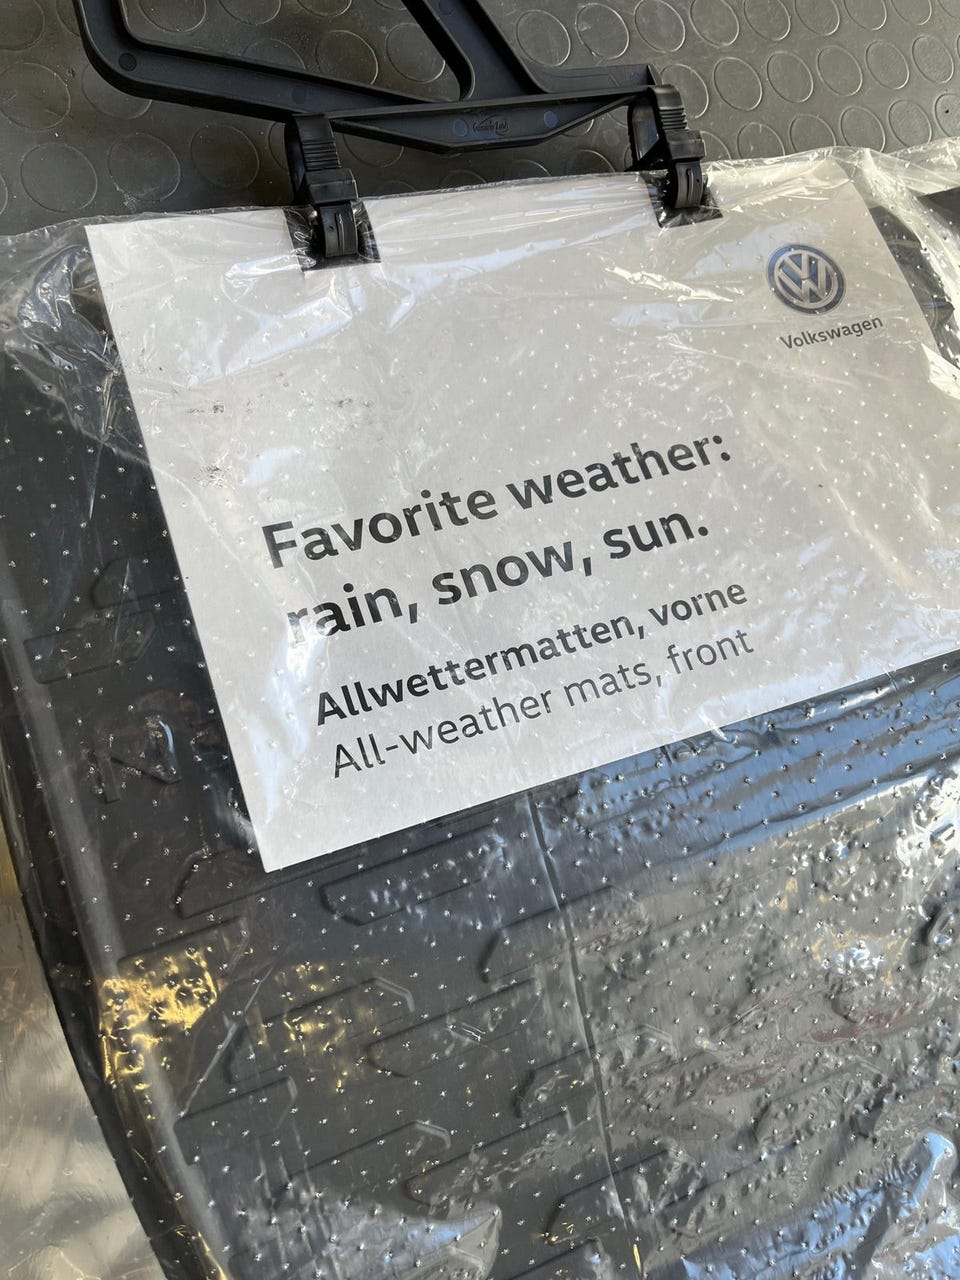 Volkswagen
Favorite weather:
rain, snow, sun.
Allwettermatten, vorne
All-weather mats, front